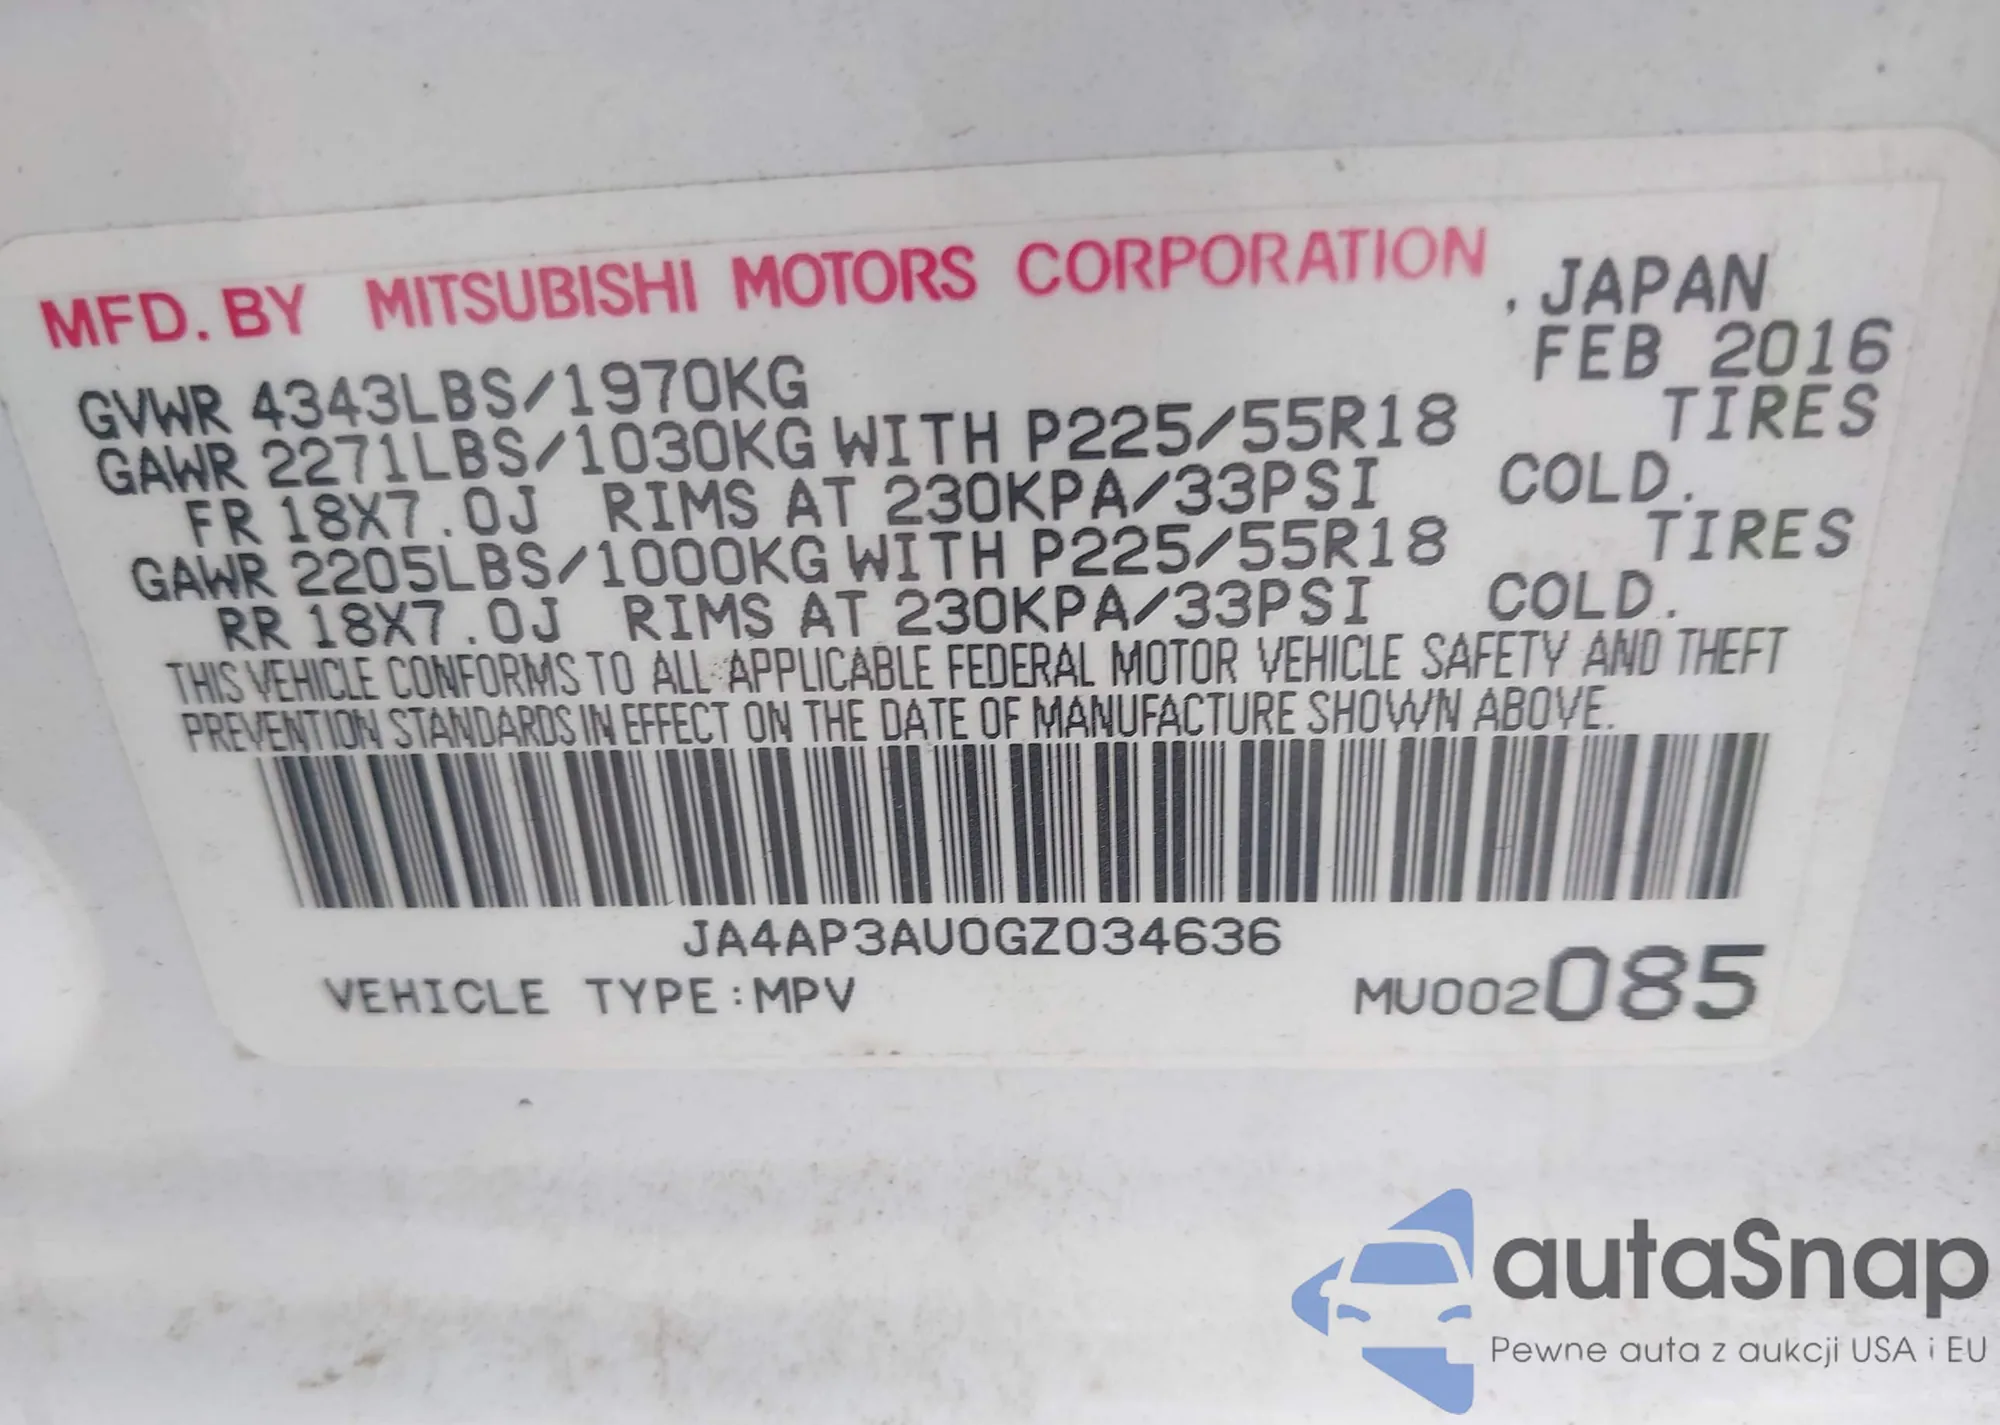 MFD. BY MITSUBISHI MOTORS CORPORATION , JAPAN
FEB 2016
GVWR 4343LBS/1970KG
GAWR 2271LBS/1030KG WITH P225/55R18 TIRES
FR 18X7.0J RIMS AT 230KPA/33PSI COLD.
GAWR 2205LBS/1000KG WITH P225/55R18 TIRES
RR 18X7.0J RIMS AT 230KPA/33PSI COLD.
THIS VEHICLE CONFORMS TO ALL APPLICABLE FEDERAL MOTOR VEHICLE SAFETY AND THEFT
PREVENTION STANDARDS IN EFFECT ON THE DATE OF MANUFACTURE SHOWN ABOVE.
JA4AP3AU0GZ034636
VEHICLE TYPE:MPV MU002085
autaSnap
Pewne auta z aukcji USA i EU